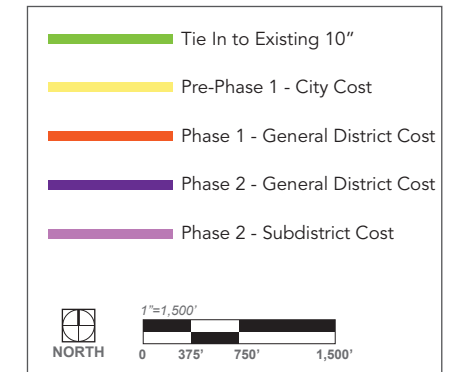 Tie In to Existing 10”
Pre-Phase 1 - City Cost
Phase 1 - General District Cost
Phase 2 - General District Cost
Phase 2 - Subdistrict Cost
1"=1,500'
NORTH
0 375' 750' 1,500'